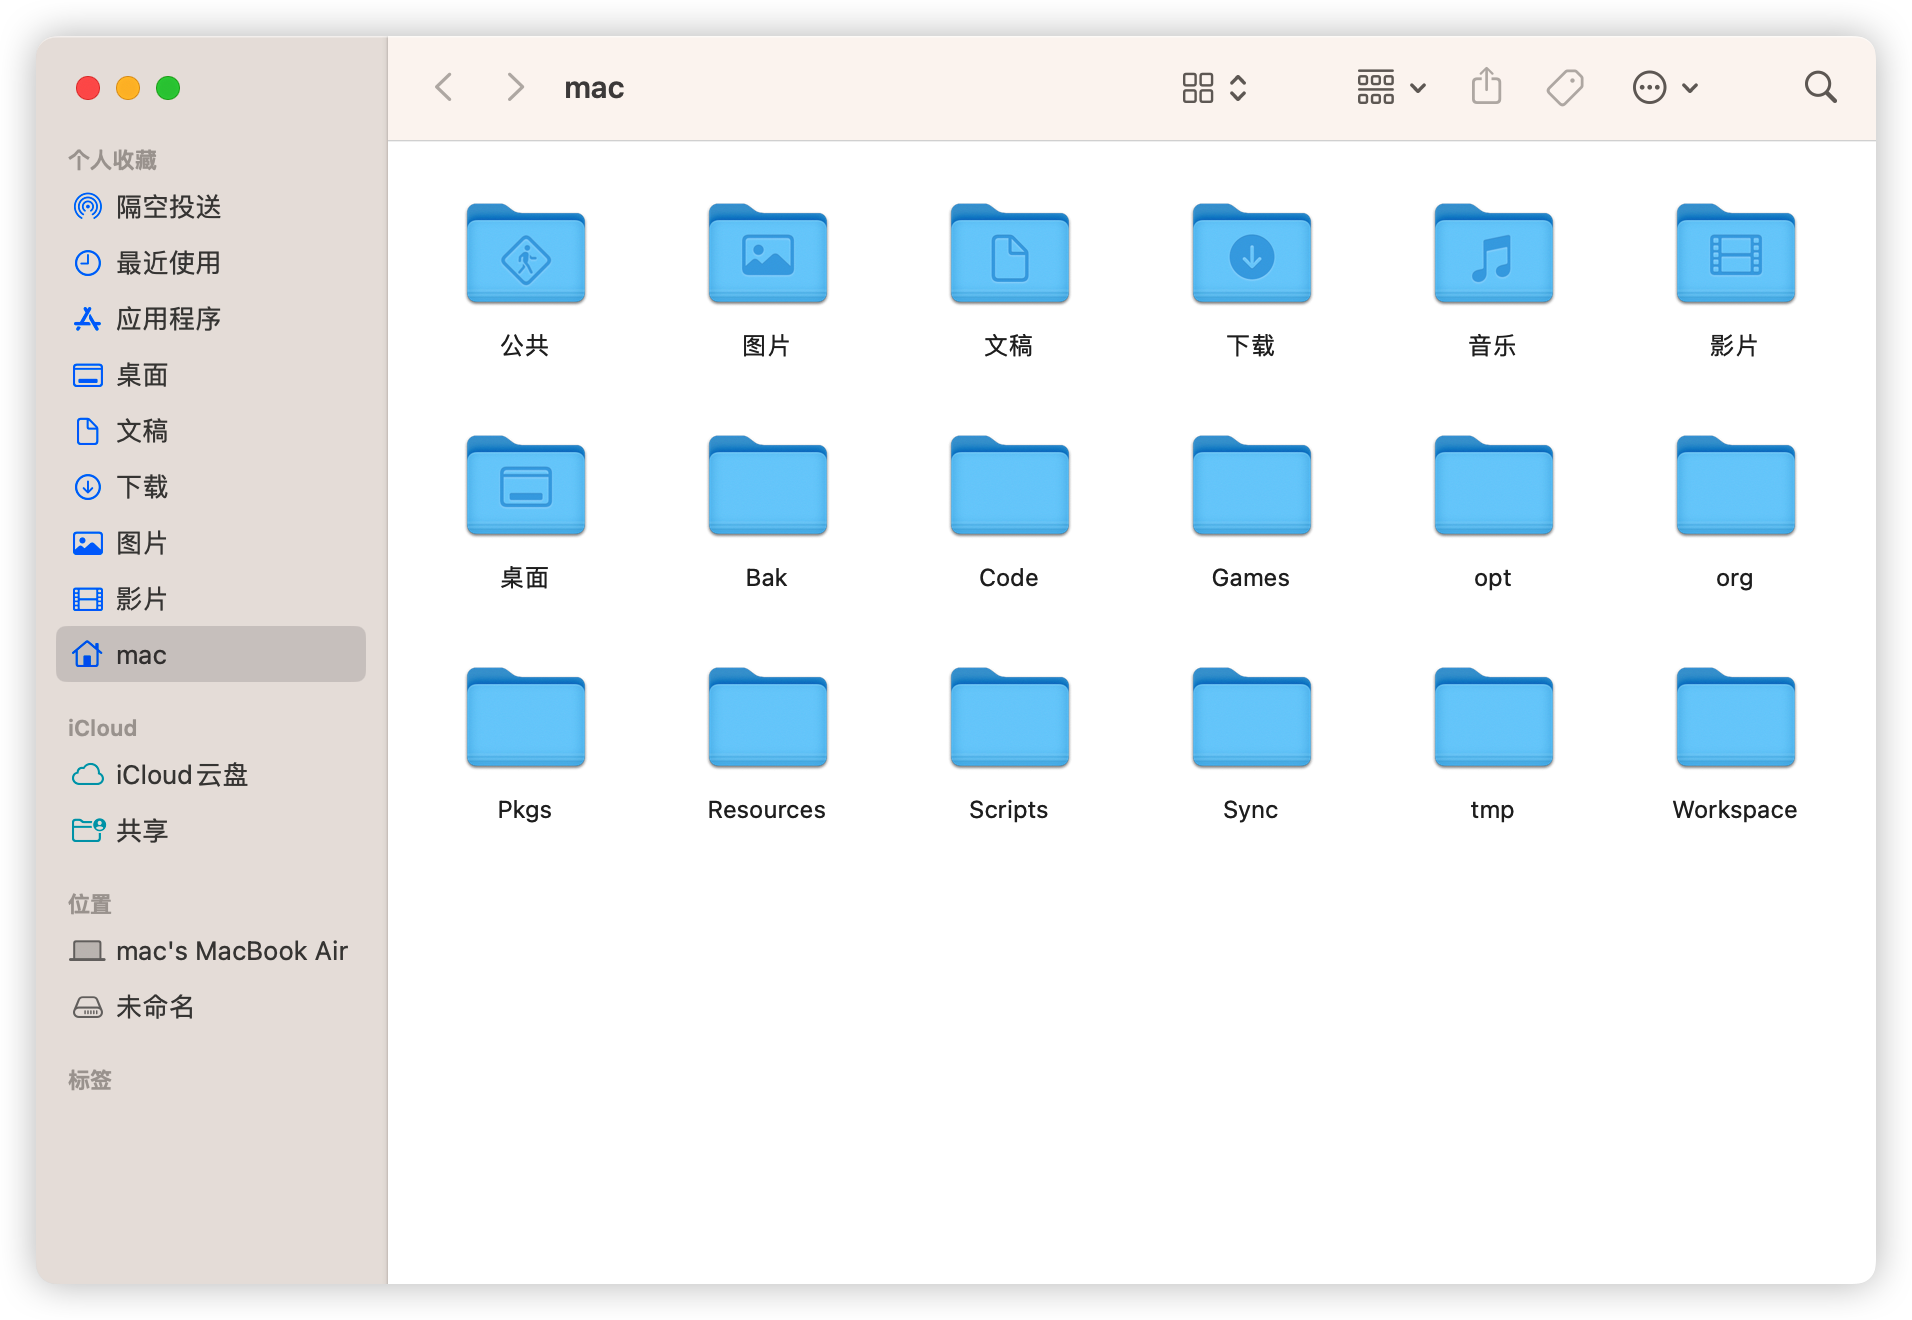 个人收藏
隔空投送
最近使用
应用程序
桌面
文稿
下载
图片
影片
mac
iCloud
iCloud云盘
共享
位置
mac's MacBook Air
未命名
标签
mac
公共 图片 文稿 下载 音乐 影片
桌面 Bak Code Games opt org
Pkgs Resources Scripts Sync tmp Workspace